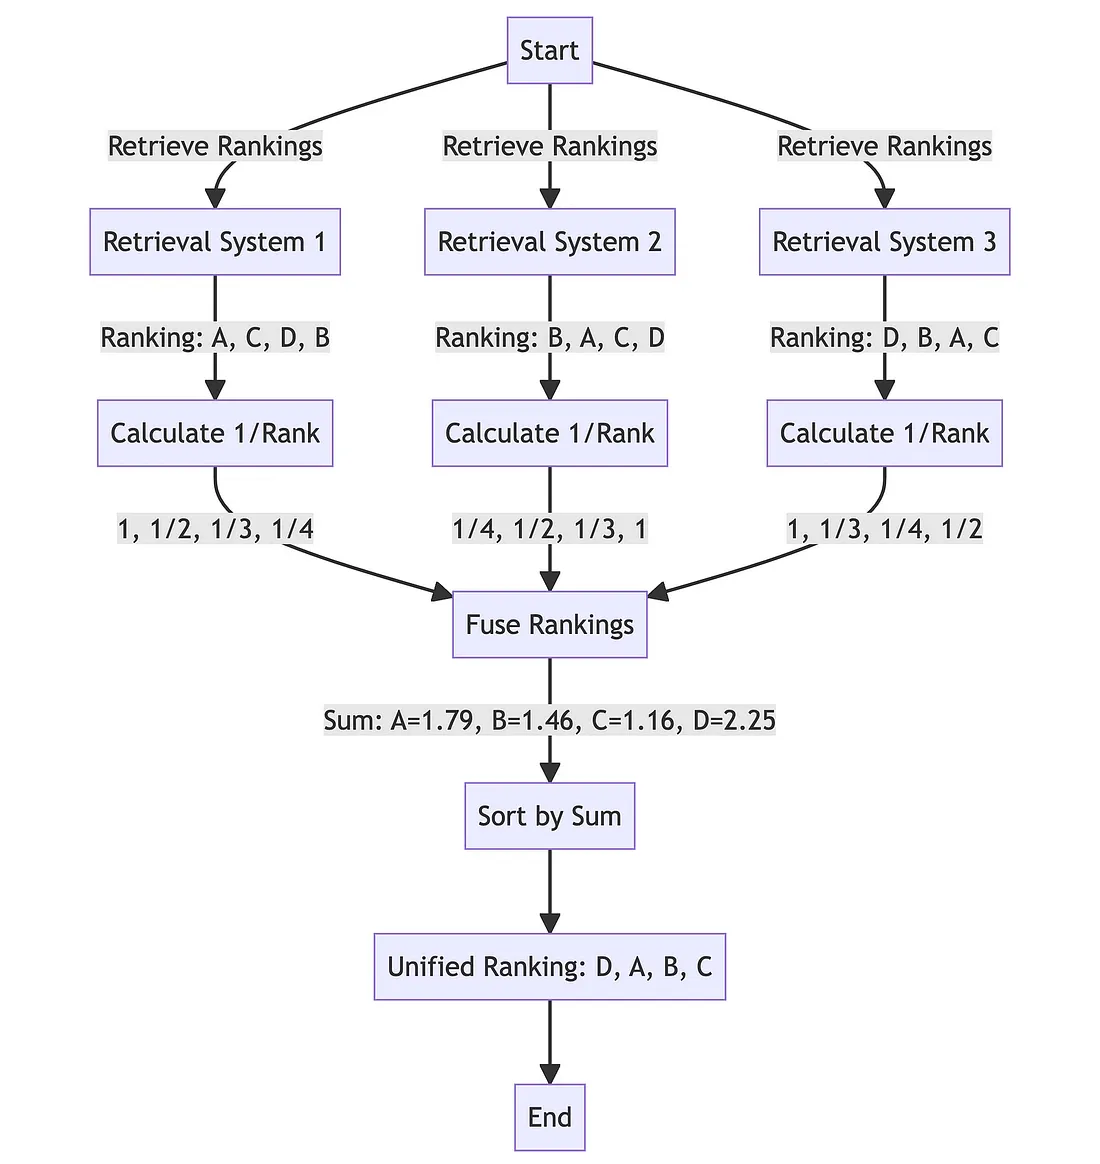 Start
Retrieve Rankings
Retrieve Rankings
Retrieve Rankings
Retrieval System 1
Retrieval System 2
Retrieval System 3
Ranking: A, C, D, B
Ranking: B, A, C, D
Ranking: D, B, A, C
Calculate 1/Rank
Calculate 1/Rank
Calculate 1/Rank
1, 1/2, 1/3, 1/4
1/4, 1/2, 1/3, 1
1, 1/3, 1/4, 1/2
Fuse Rankings
Sum: A=1.79, B=1.46, C=1.16, D=2.25
Sort by Sum
Unified Ranking: D, A, B, C
End